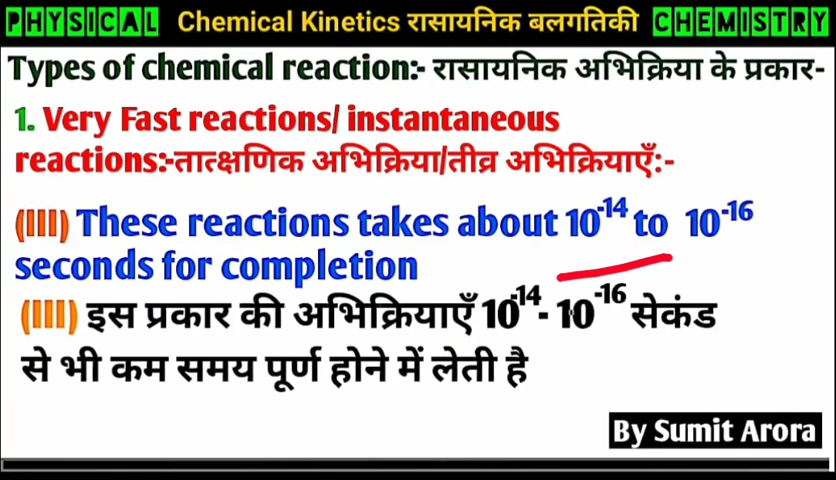 PHYSICAL Chemical Kinetics रासायनिक बलगतिकी CHEMISTRY
Types of chemical reaction:- रासायनिक अभिक्रिया के प्रकार-
1. Very Fast reactions/ instantaneous
reactions:-तात्क्षणिक अभिक्रिया/तीव्र अभिक्रियाएँ:-
(III) These reactions takes about 10⁻¹⁴ to 10⁻¹⁶
seconds for completion
(III) इस प्रकार की अभिक्रियाएँ 10⁻¹⁴- 10⁻¹⁶ सेकंड
से भी कम समय पूर्ण होने में लेती है
By Sumit Arora